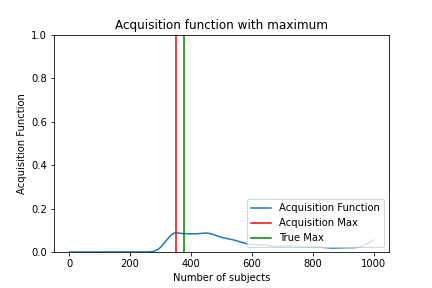 Acquisition function with maximum
1.0
0.8
0.6
0.4
0.2
0.0
Acquisition Function
Acquisition Function
Acquisition Max
True Max
0 200 400 600 800 1000
Number of subjects